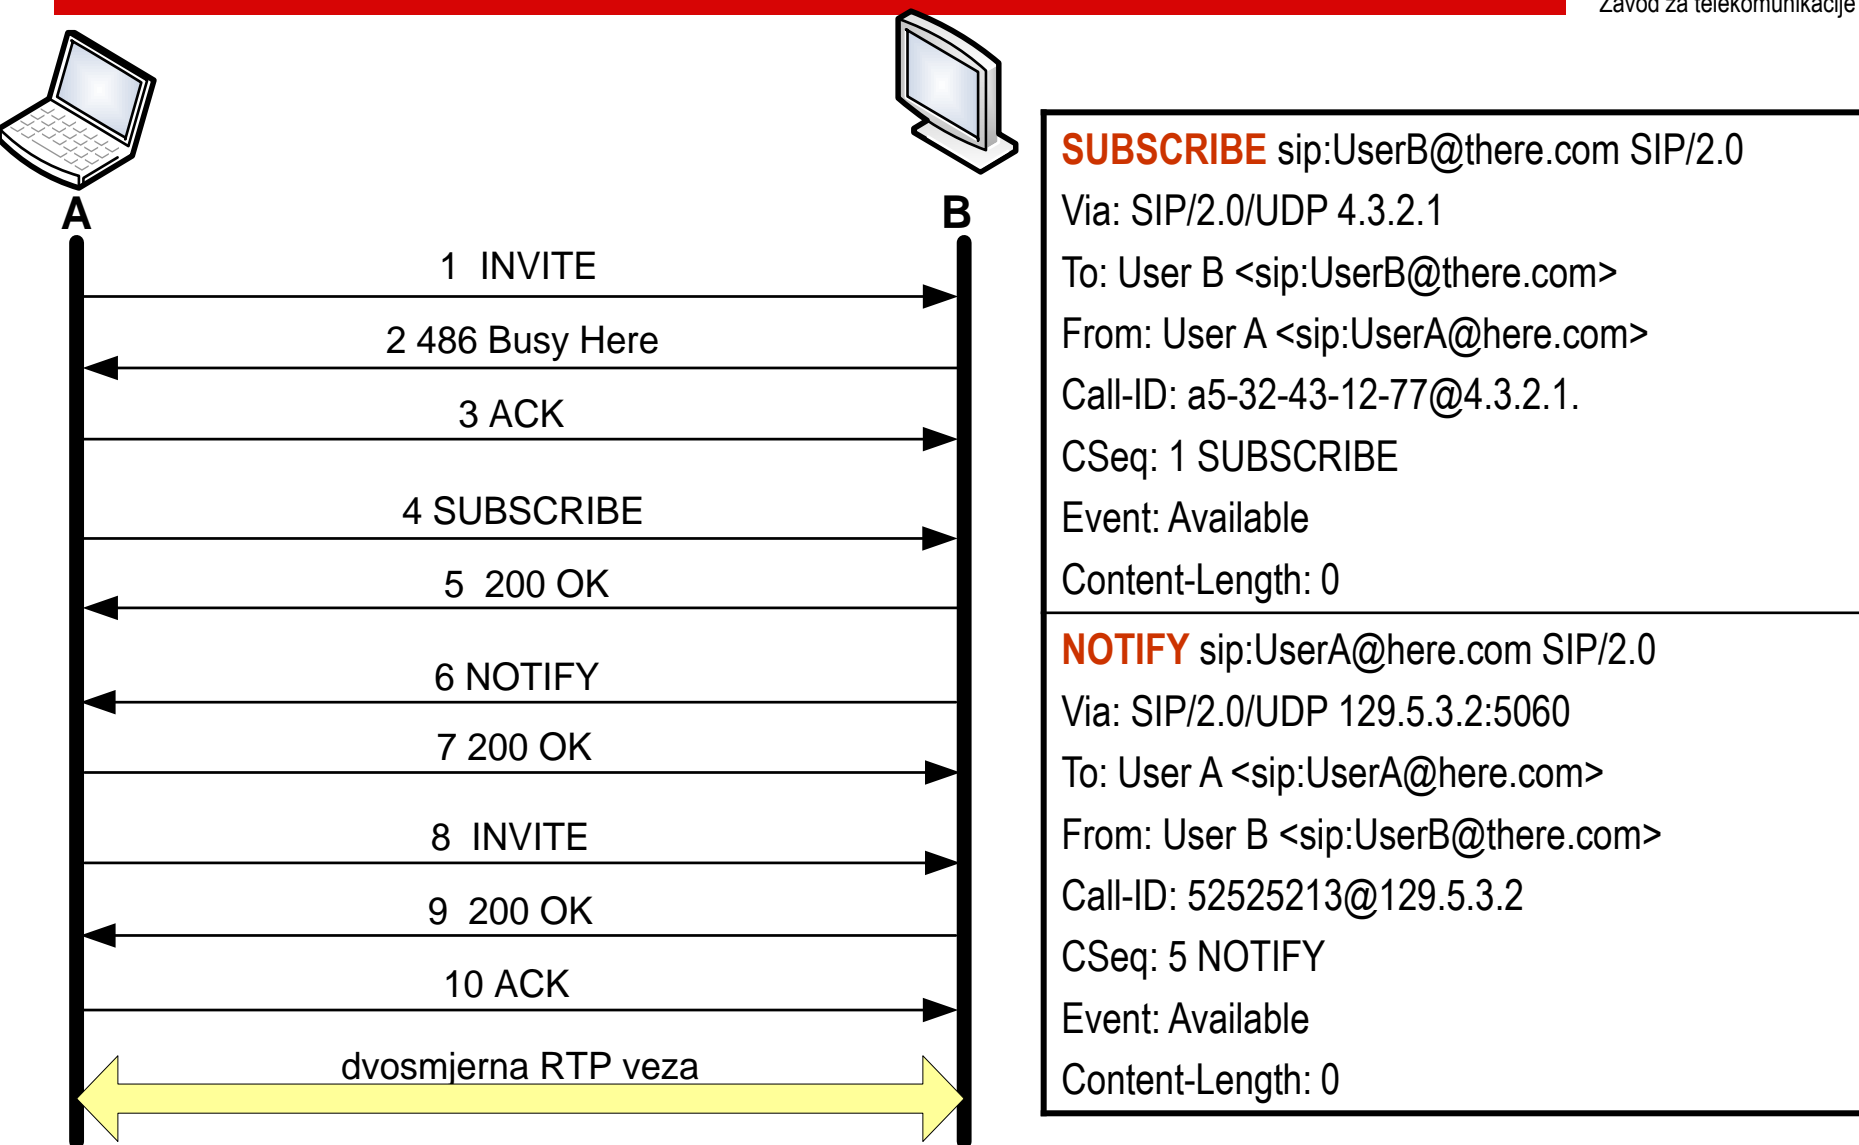 Zavod za telekomunikacije
A
B
1 INVITE
2 486 Busy Here
3 ACK
4 SUBSCRIBE
5 200 OK
6 NOTIFY
7 200 OK
8 INVITE
9 200 OK
10 ACK
dvosmjerna RTP veza
SUBSCRIBE sip:UserB@there.com SIP/2.0
Via: SIP/2.0/UDP 4.3.2.1
To: User B <sip:UserB@there.com>
From: User A <sip:UserA@here.com>
Call-ID: a5-32-43-12-77@4.3.2.1.
CSeq: 1 SUBSCRIBE
Event: Available
Content-Length: 0
NOTIFY sip:UserA@here.com SIP/2.0
Via: SIP/2.0/UDP 129.5.3.2:5060
To: User A <sip:UserA@here.com>
From: User B <sip:UserB@there.com>
Call-ID: 52525213@129.5.3.2
CSeq: 5 NOTIFY
Event: Available
Content-Length: 0